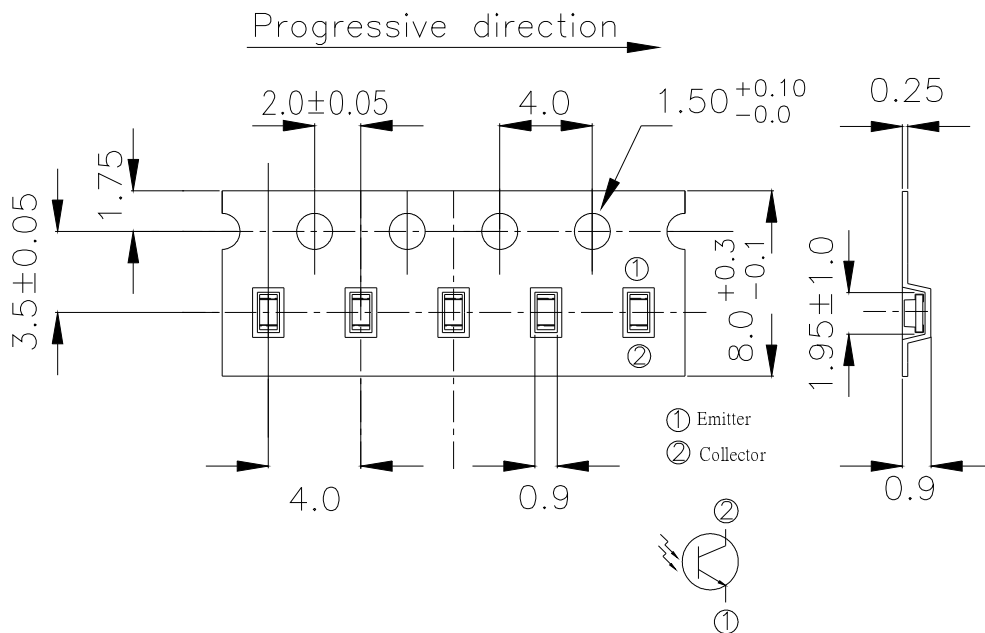 Progressive direction
2.0±0.05
4.0
1.50 +0.10 -0.0
0.25
1.75
3.5±0.05
①
②
8.0 +0.3 -0.1
1.95±1.0
① Emitter
② Collector
4.0
0.9
0.9
②
①